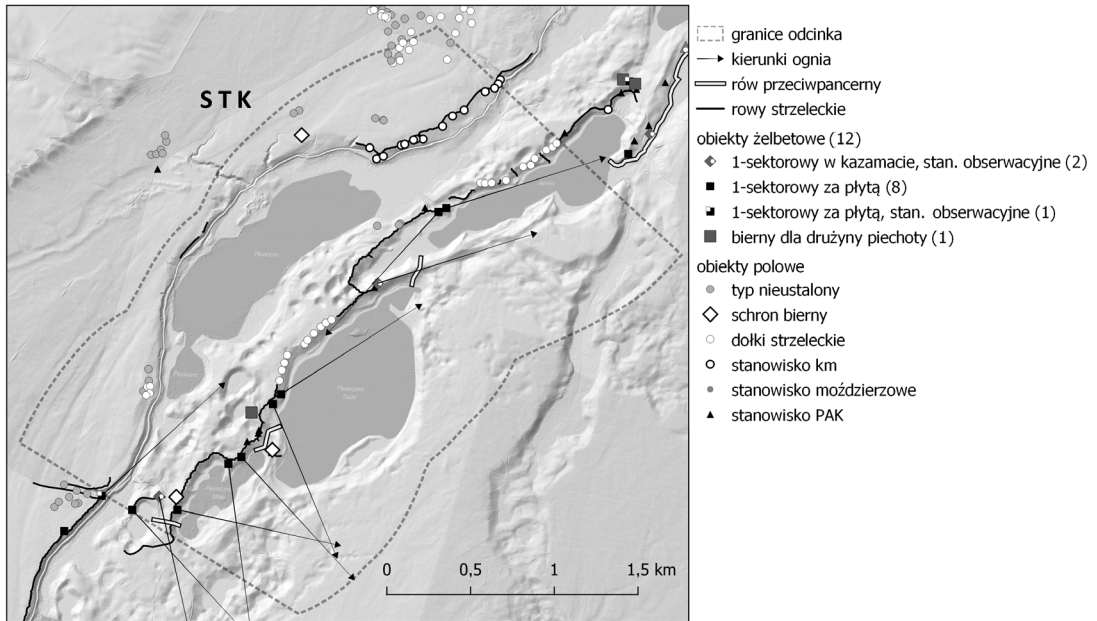 STK
Piłakno
Piłakno
0
0,5
1
1,5 km
granice odcinka
kierunki ognia
rów przeciwpancerny
rowy strzeleckie
obiekty żelbetowe (12)
1-sektorowy w kazamacie, stan. obserwacyjne (2)
1-sektorowy za płytą (8)
1-sektorowy za płytą, stan. obserwacyjne (1)
bierny dla drużyny piechoty (1)
obiekty polowe
typ nieustalony
schron bierny
dołki strzeleckie
stanowisko km
stanowisko moździerzowe
stanowisko PAK